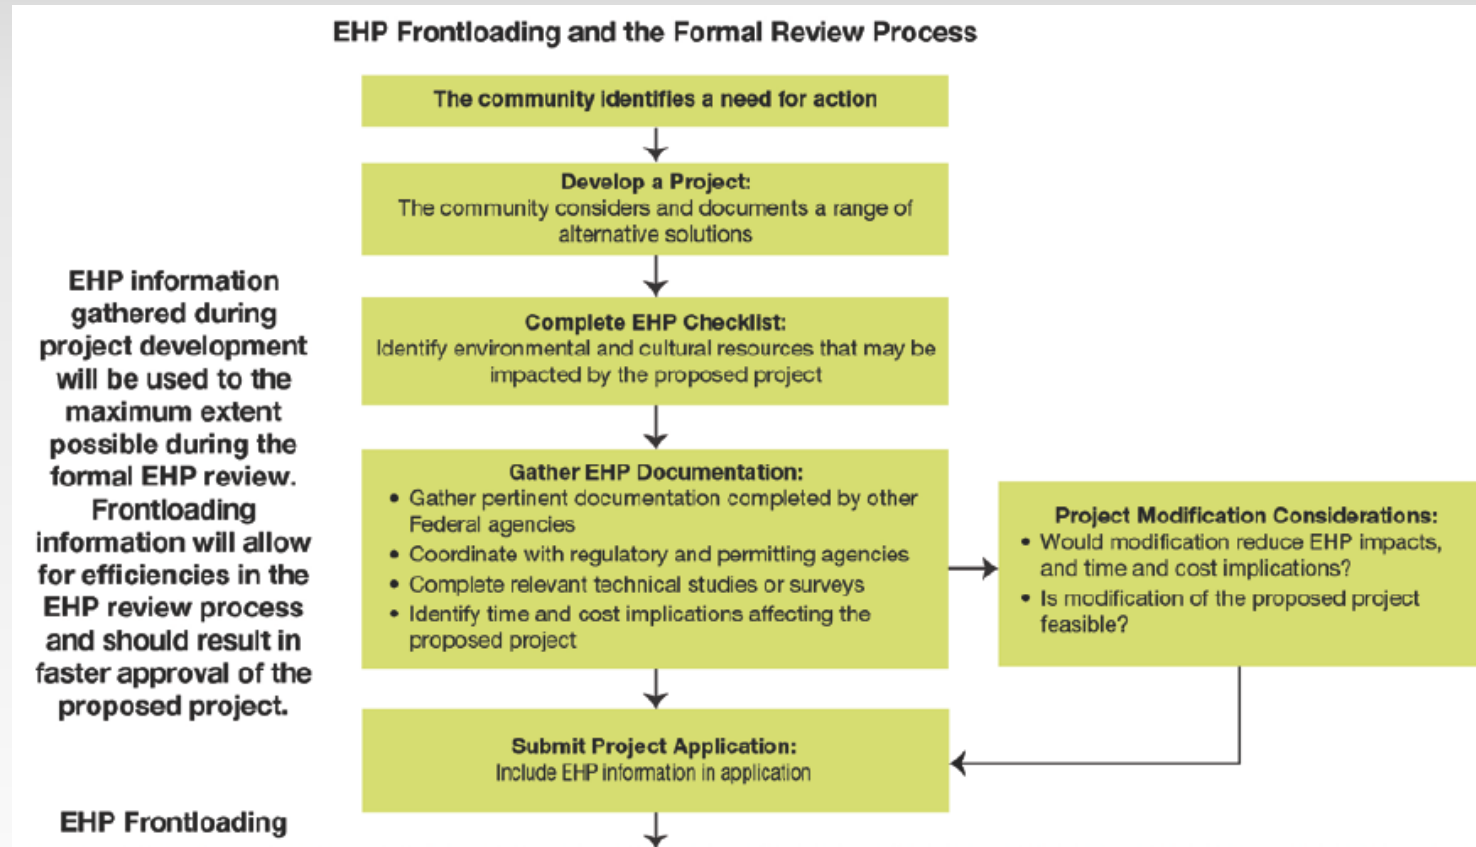 EHP Frontloading and the Formal Review Process
The community identifies a need for action
Develop a Project:
The community considers and documents a range of
alternative solutions
Complete EHP Checklist:
Identify environmental and cultural resources that may be
impacted by the proposed project
Gather EHP Documentation:
• Gather pertinent documentation completed by other
Federal agencies
• Coordinate with regulatory and permitting agencies
• Complete relevant technical studies or surveys
• Identify time and cost implications affecting the
proposed project
Project Modification Considerations:
• Would modification reduce EHP impacts,
and time and cost implications?
• Is modification of the proposed project
feasible?
Submit Project Application:
Include EHP information in application
EHP information
gathered during
project development
will be used to the
maximum extent
possible during the
formal EHP review.
Frontloading
information will allow
for efficiencies in the
EHP review process
and should result in
faster approval of the
proposed project.
EHP Frontloading